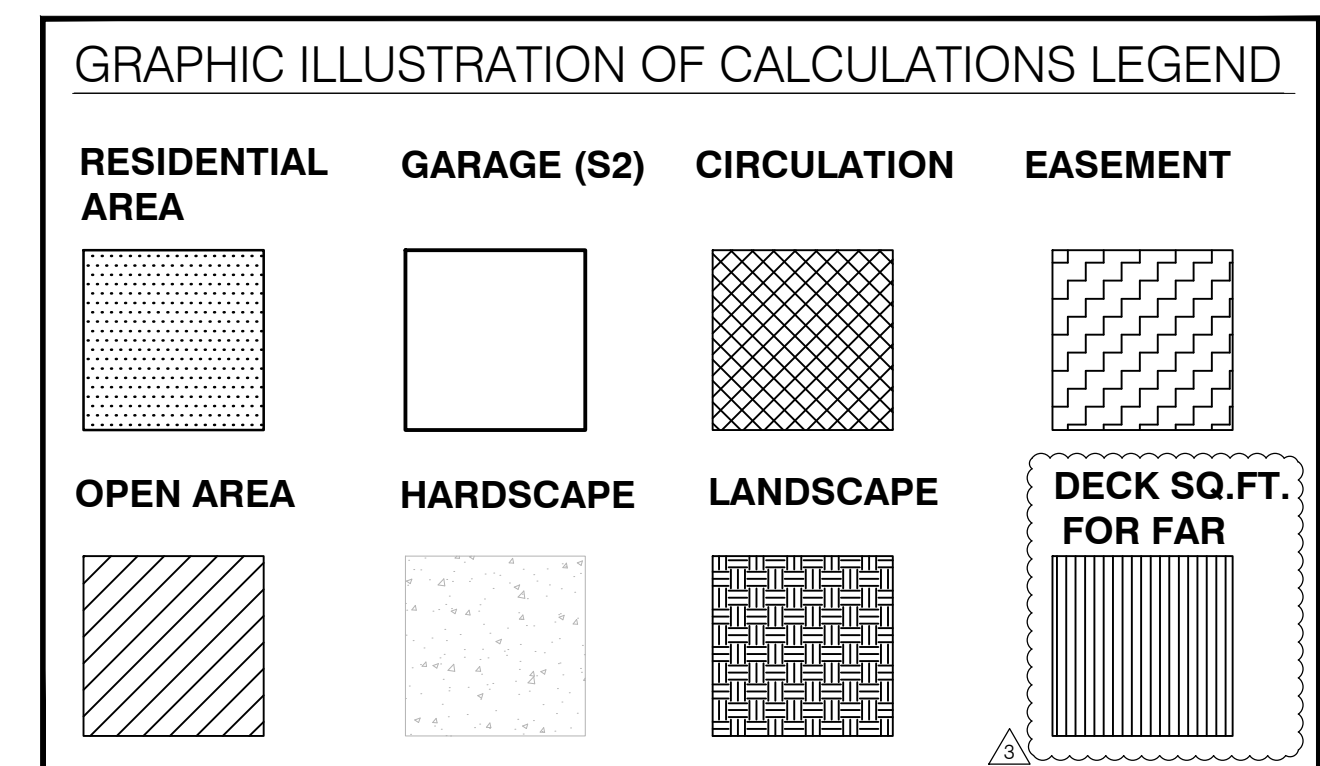 GRAPHIC ILLUSTRATION OF CALCULATIONS LEGEND
RESIDENTIAL
AREA
GARAGE (S2)
CIRCULATION
EASEMENT
OPEN AREA
HARDSCAPE
LANDSCAPE
DECK SQ.FT.
FOR FAR
3